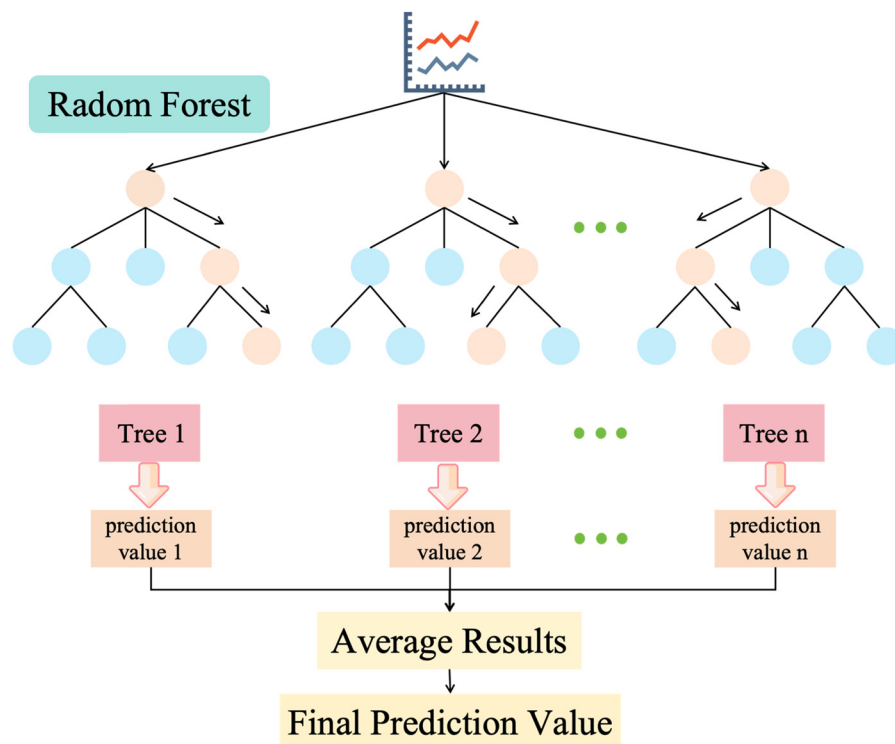 Radom Forest
Tree 1
Tree 2
Tree n
prediction
value 1
prediction
value 2
prediction
value n
Average Results
Final Prediction Value